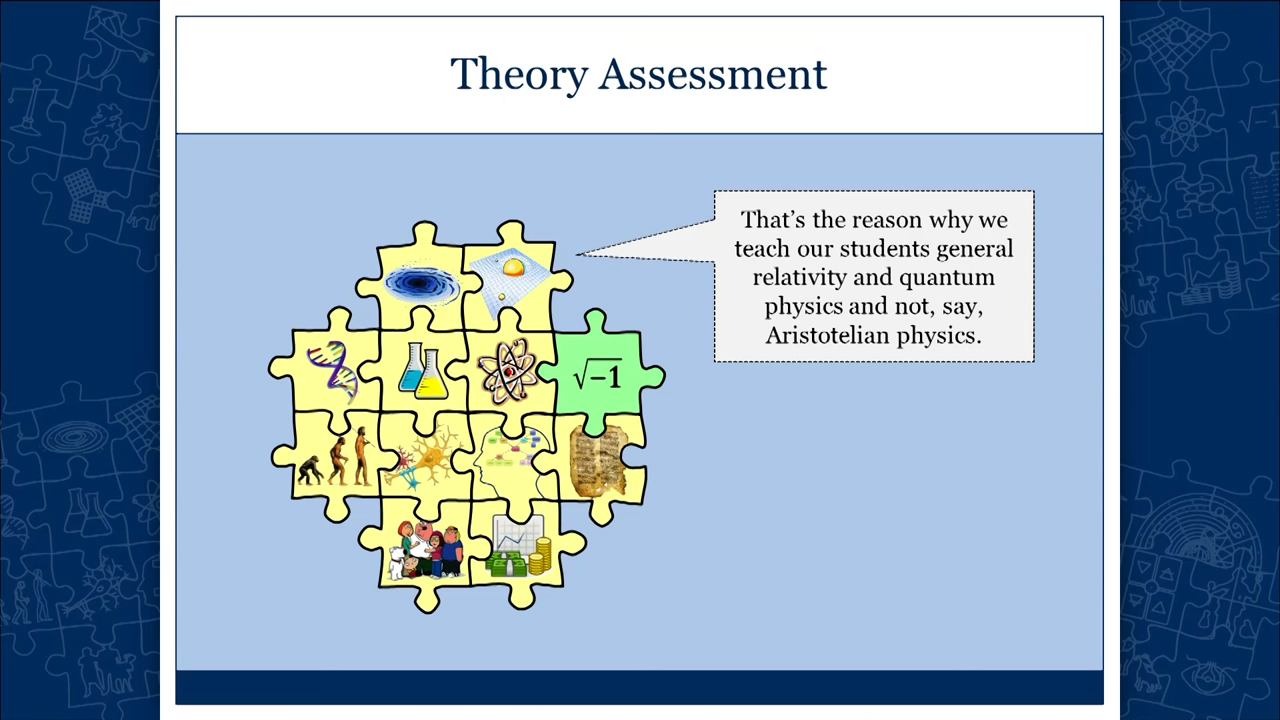 Theory Assessment
That’s the reason why we
teach our students general
relativity and quantum
physics and not, say,
Aristotelian physics.
√−1